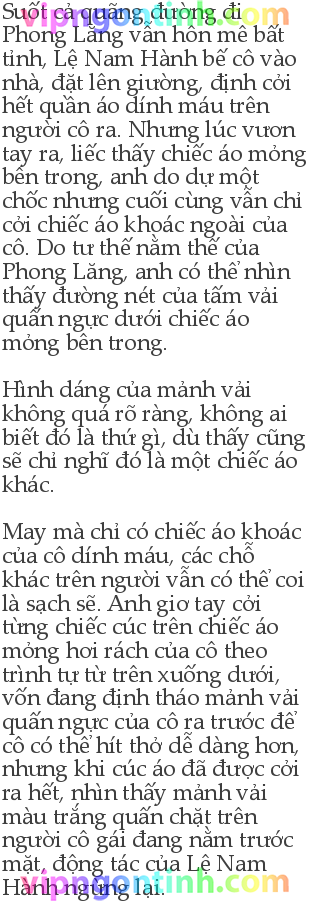 Suốt cả quãng đường đi
Phong Lăng vẫn hôn mê bất
tỉnh, Lệ Nam Hành bế cô vào
nhà, đặt lên giường, định cởi
hết quần áo dính máu trên
người cô ra. Nhưng lúc vươn
tay ra, liếc thấy chiếc áo mỏng
bên trong, anh do dự một
chốc nhưng cuối cùng vẫn chỉ
cởi chiếc áo khoác ngoài của
cô. Do tư thế nằm thế của
Phong Lăng, anh có thể nhìn
thấy đường nét của tấm vải
quấn ngực dưới chiếc áo
mỏng bên trong.
Hình dáng của mảnh vải
không quá rõ ràng, không ai
biết đó là thứ gì, dù thấy cũng
sẽ chỉ nghĩ đó là một chiếc áo
khác.
May mà chỉ có chiếc áo khoác
của cô dính máu, các chỗ
khác trên người vẫn có thể coi
là sạch sẽ. Anh giơ tay cởi
từng chiếc cúc trên chiếc áo
mỏng hơi rách của cô theo
trình tự từ trên xuống dưới,
vốn đang định tháo mảnh vải
quấn ngực của cô ra trước để
cô có thể hít thở dễ dàng hơn,
nhưng khi cúc áo đã được cởi
ra hết, nhìn thấy mảnh vải
màu trắng quấn chặt trên
người cô gái đang nằm trước
mặt, động tác của Lệ Nam
Hành ngừng lại.
vipngontinh.com
vipngontinh.com